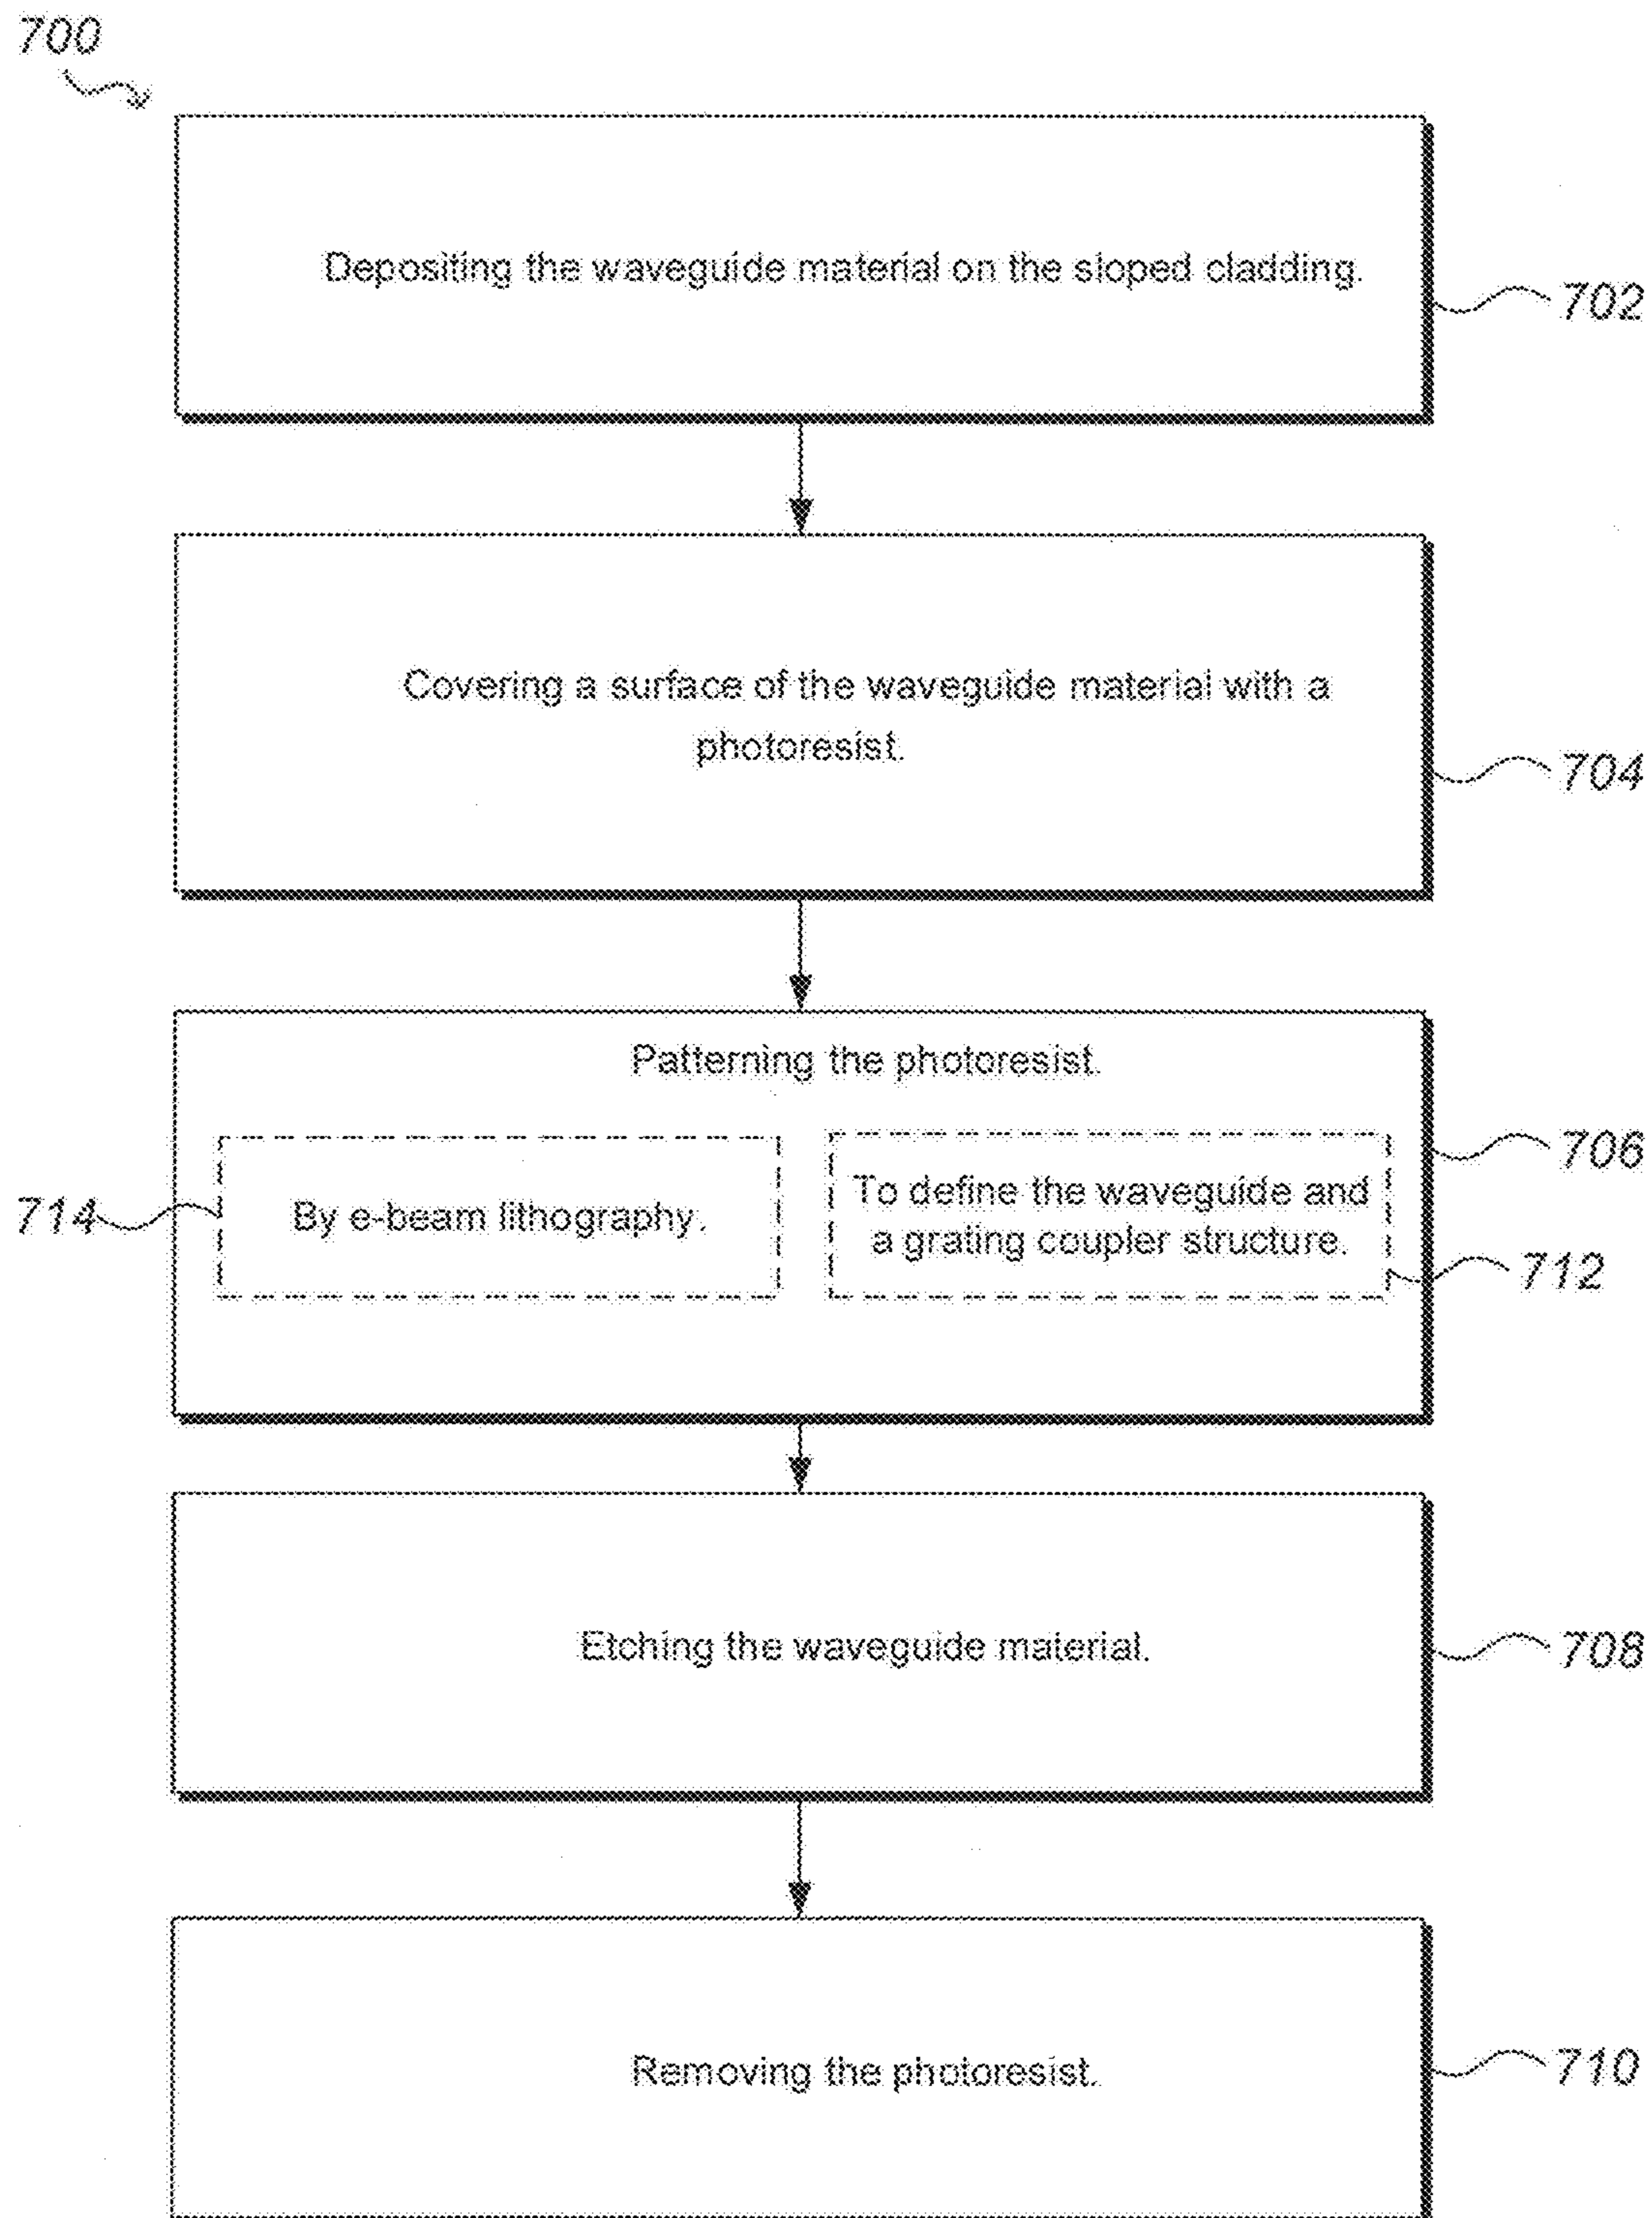 700
Depositing the waveguide material on the sloped cladding.
702
Covering a surface of the waveguide material with a
photoresist.
704
Patterning the photoresist.
706
714
By e-beam lithography.
To define the waveguide and
a grating coupler structure.
712
Etching the waveguide material.
708
Removing the photoresist.
710